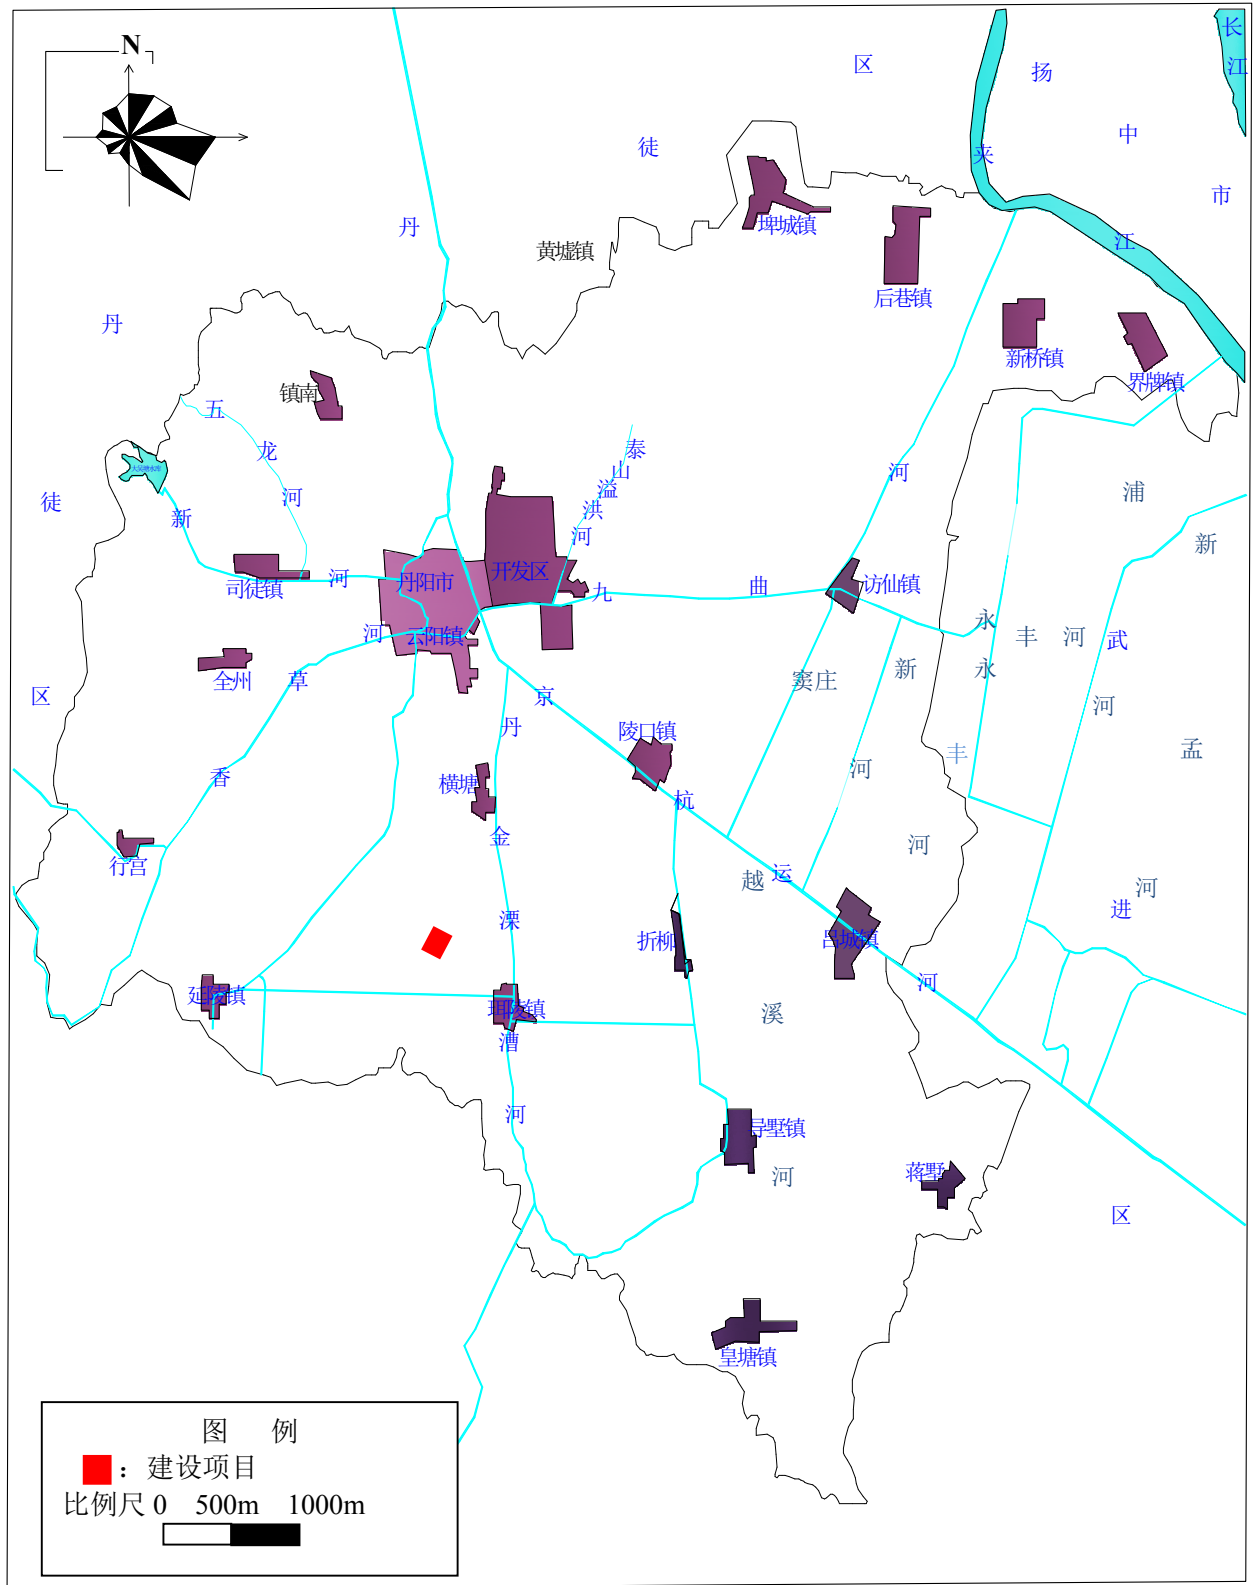 N
长
江
区
扬
中
市
徒
夹
江
丹
黄墟镇
埤城镇
后巷镇
新桥镇
界牌镇
丹
徒
区
镇南
五
龙
河
大吴塘水库
新
河
司徒镇
丹阳市
云阳镇
开发区
泰
山
溢
洪
河
九
曲
河
访仙镇
浦
新
河
永
丰
河
永
丰
河
武
进
区
孟
河
窦庄
新
河
全州
香
草
河
京
杭
运
河
陵口镇
丹
金
溧
漕
河
横塘
行宫
越
溪
河
折柳
吕城镇
延陵镇
珥陵镇
导墅镇
蒋墅
皇塘镇
图 例
：建设项目
比例尺 0 500m 1000m